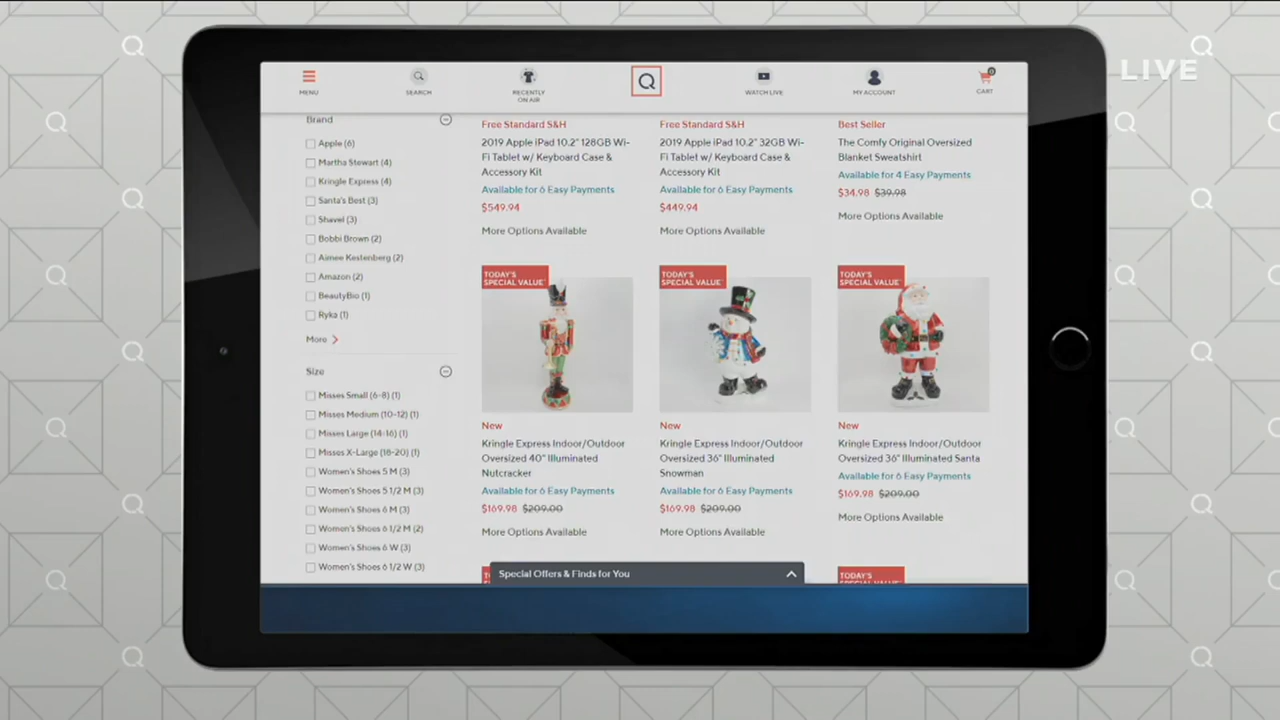 LIVE
MENU
SEARCH
RECENTLY
ON AIR
Q
WATCH LIVE
MY ACCOUNT
0
CART
Brand
Apple (6)
Martha Stewart (4)
Kringle Express (4)
Santa's Best (3)
Shavel (3)
Bobbi Brown (2)
Aimee Kestenberg (2)
Amazon (2)
BeautyBio (1)
Ryka (1)
More
Size
Misses Small (6-8) (1)
Misses Medium (10-12) (1)
Misses Large (14-16) (1)
Misses X-Large (18-20) (1)
Women's Shoes 5 M (3)
Women's Shoes 5 1/2 M (3)
Women's Shoes 6 M (3)
Women's Shoes 6 1/2 M (2)
Women's Shoes 6 W (3)
Women's Shoes 6 1/2 W (3)
Free Standard S&H
2019 Apple iPad 10.2" 128GB Wi-
Fi Tablet w/ Keyboard Case &
Accessory Kit
Available for 6 Easy Payments
$549.94
More Options Available
Free Standard S&H
2019 Apple iPad 10.2" 32GB Wi-
Fi Tablet w/ Keyboard Case &
Accessory Kit
Available for 6 Easy Payments
$449.94
More Options Available
Best Seller
The Comfy Original Oversized
Blanket Sweatshirt
Available for 4 Easy Payments
$34.98 $39.98
More Options Available
TODAY'S
SPECIAL VALUE
New
Kringle Express Indoor/Outdoor
Oversized 40" Illuminated
Nutcracker
Available for 6 Easy Payments
$169.98 $209.00
More Options Available
TODAY'S
SPECIAL VALUE
New
Kringle Express Indoor/Outdoor
Oversized 36" Illuminated
Snowman
Available for 6 Easy Payments
$169.98 $209.00
More Options Available
TODAY'S
SPECIAL VALUE
New
Kringle Express Indoor/Outdoor
Oversized 36" Illuminated Santa
Available for 6 Easy Payments
$169.98 $209.00
More Options Available
Special Offers & Finds for You
TODAY'S
SPECIAL VALUE